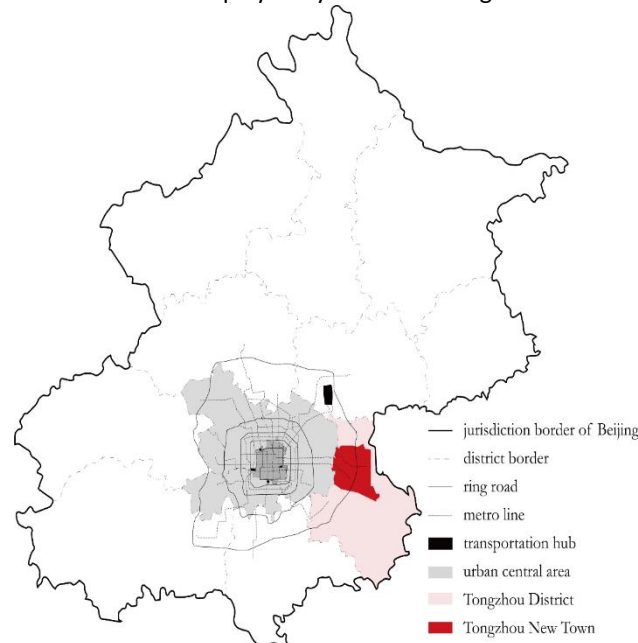 jurisdiction border of Beijing
district border
ring road
metro line
transportation hub
urban central area
Tongzhou District
Tongzhou New Town